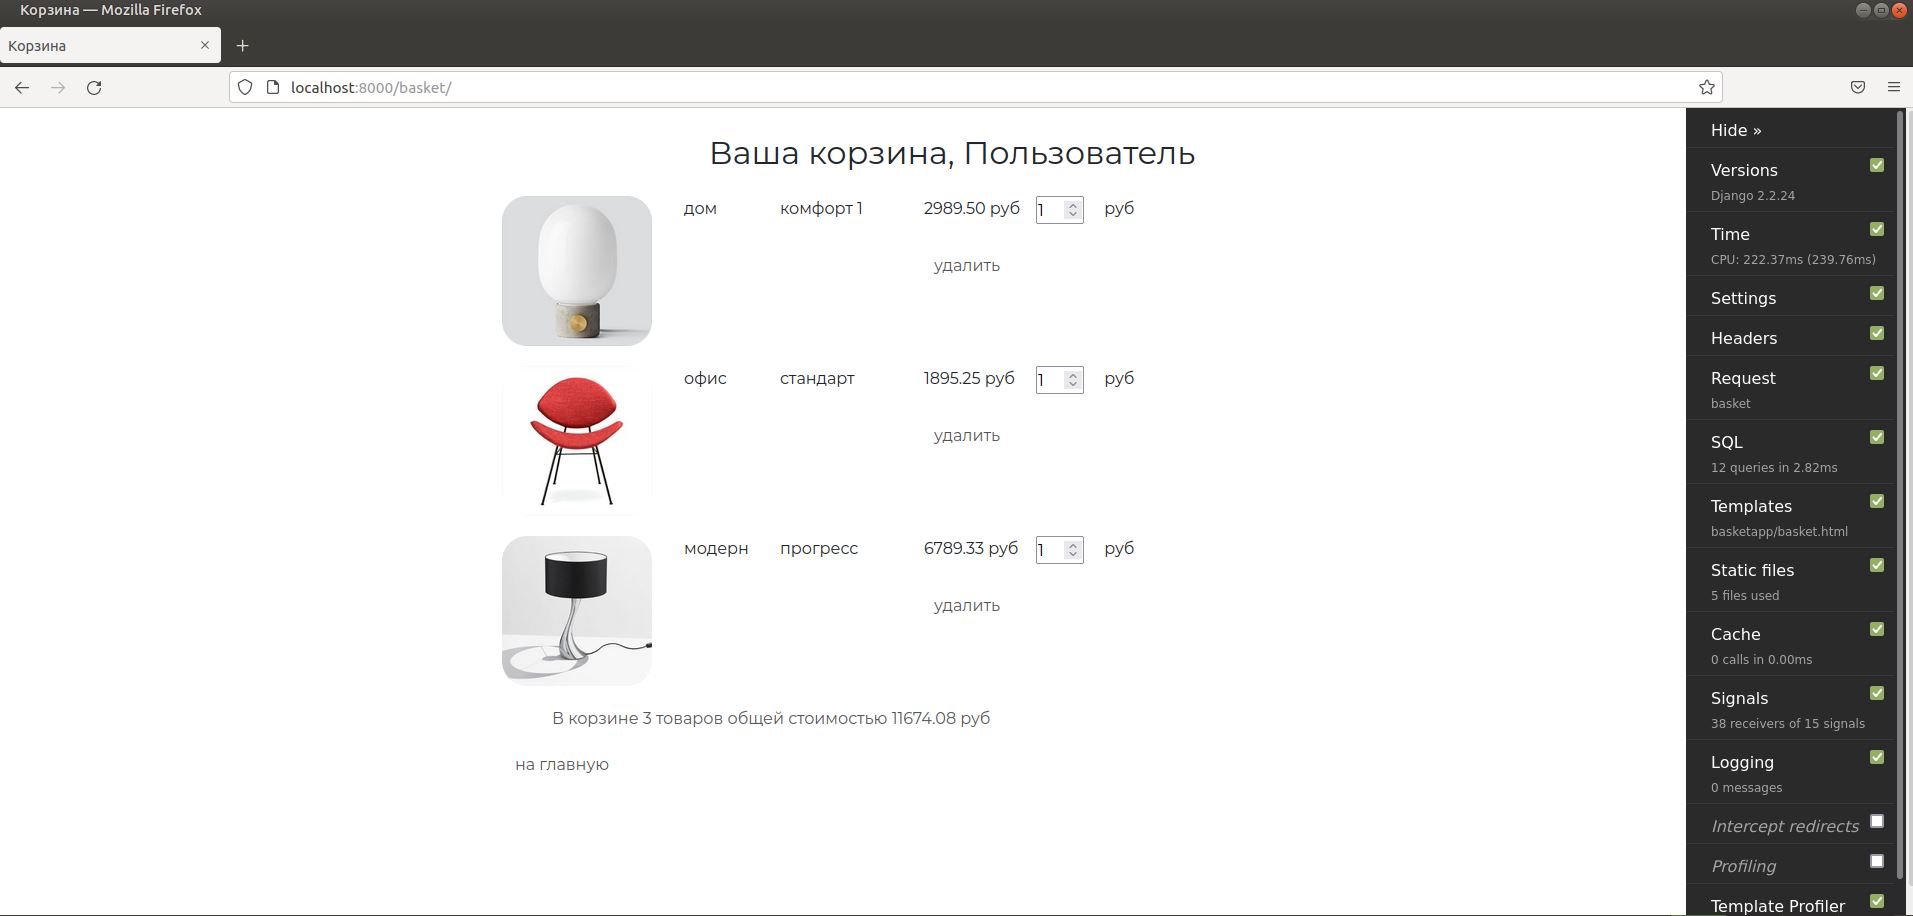 Корзина — Mozilla Firefox
Корзина
localhost:8000/basket/
Ваша корзина, Пользователь
дом комфорт 1 2989.50 руб 1 руб
удалить
офис стандарт 1895.25 руб 1 руб
удалить
модерн прогресс 6789.33 руб 1 руб
удалить
В корзине 3 товаров общей стоимостью 11674.08 руб
на главную
Hide »
Versions
Django 2.2.24
Time
CPU: 222.37ms (239.76ms)
Settings
Headers
Request
basket
SQL
12 queries in 2.82ms
Templates
basketapp/basket.html
Static files
5 files used
Cache
0 calls in 0.00ms
Signals
38 receivers of 15 signals
Logging
0 messages
Intercept redirects
Profiling
Template Profiler